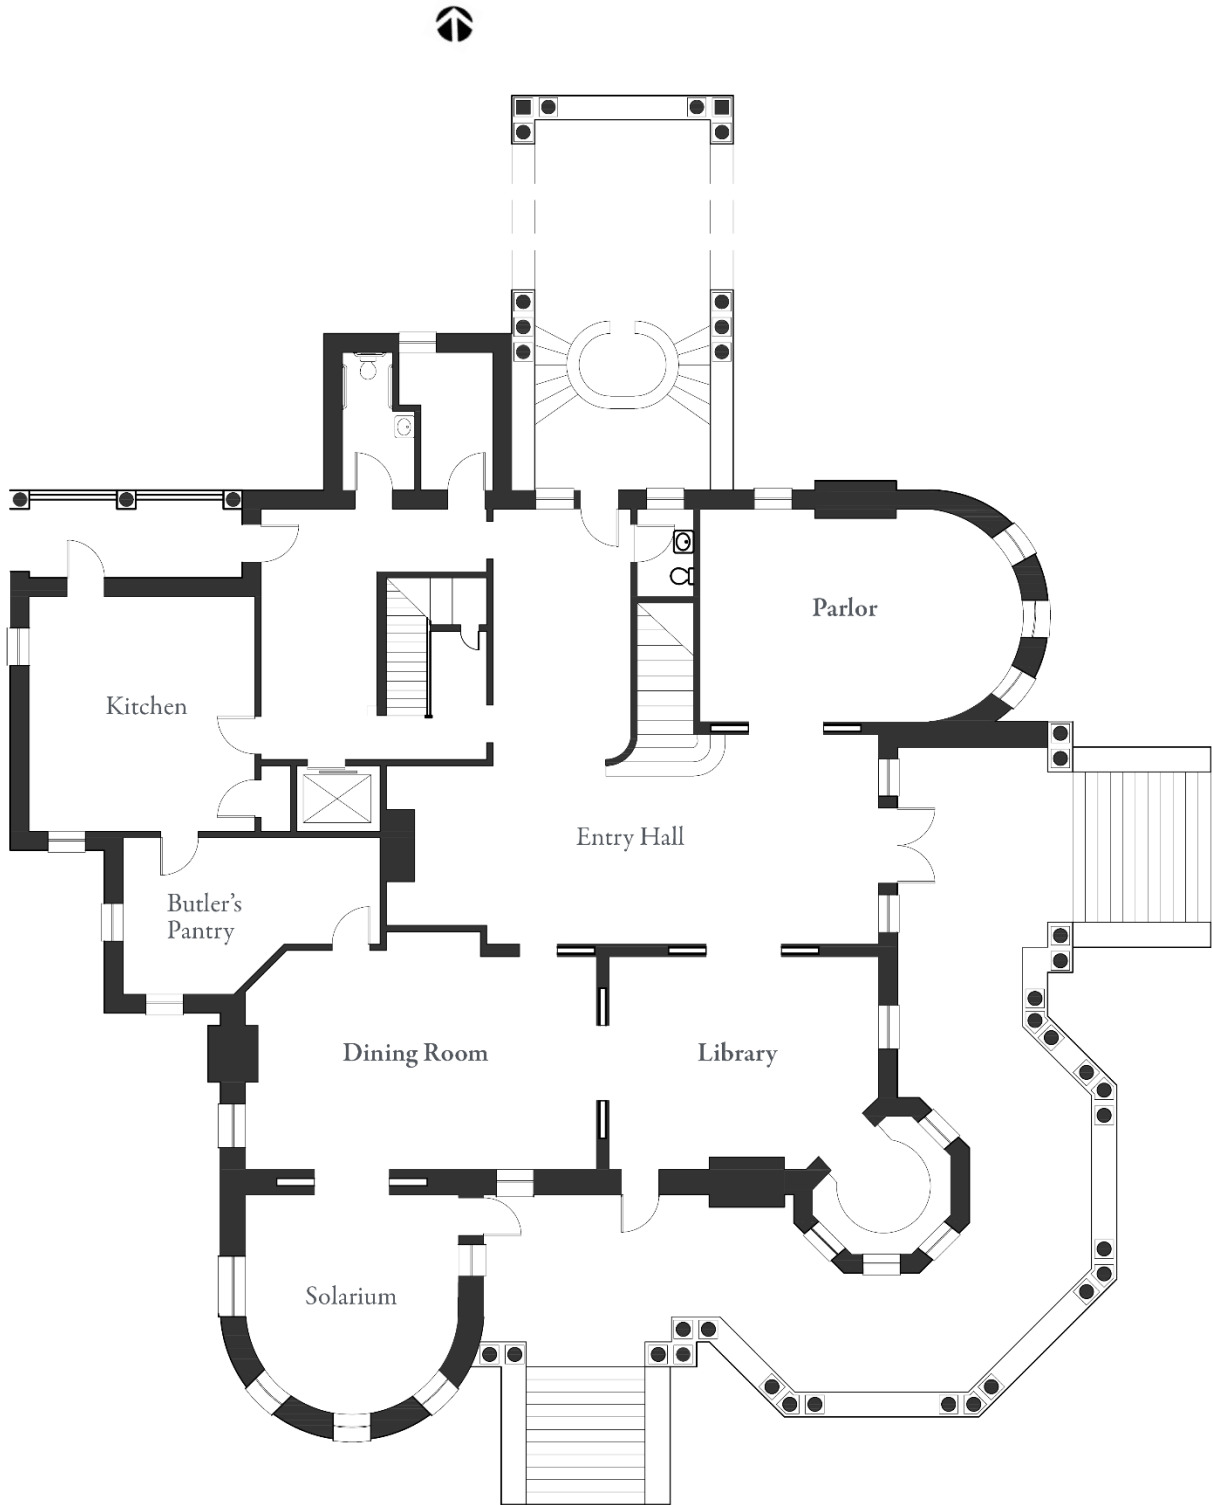 Parlor
Kitchen
Entry Hall
Butler's
Pantry
Dining Room
Library
Solarium